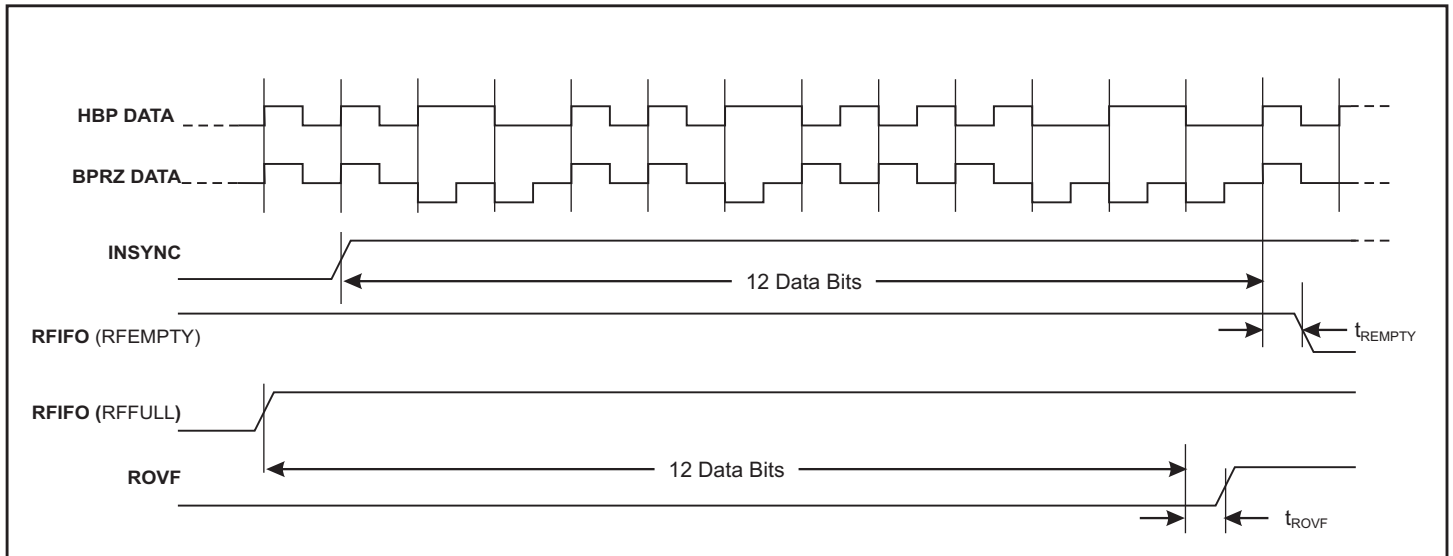 HBP DATA
BPRZ DATA
INSYNC
12 Data Bits
RFIFO (RFEMPTY)
tREMPTY
RFIFO (RFFULL)
12 Data Bits
ROVF
tROVF